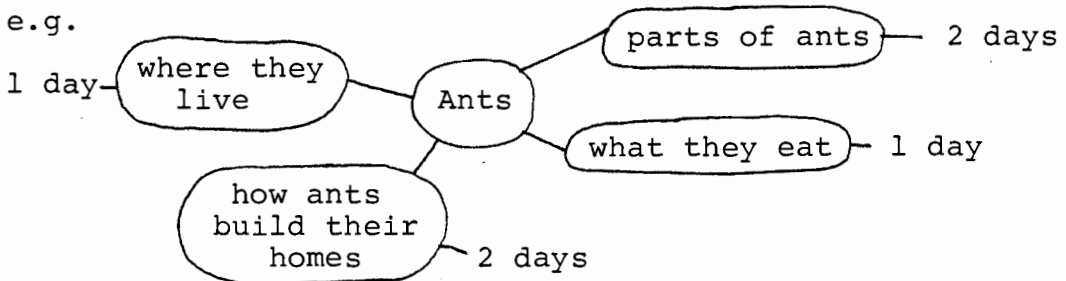 e.g.
parts of ants
2 days
1 day
where they
live
Ants
what they eat
1 day
how ants
build their
homes
2 days